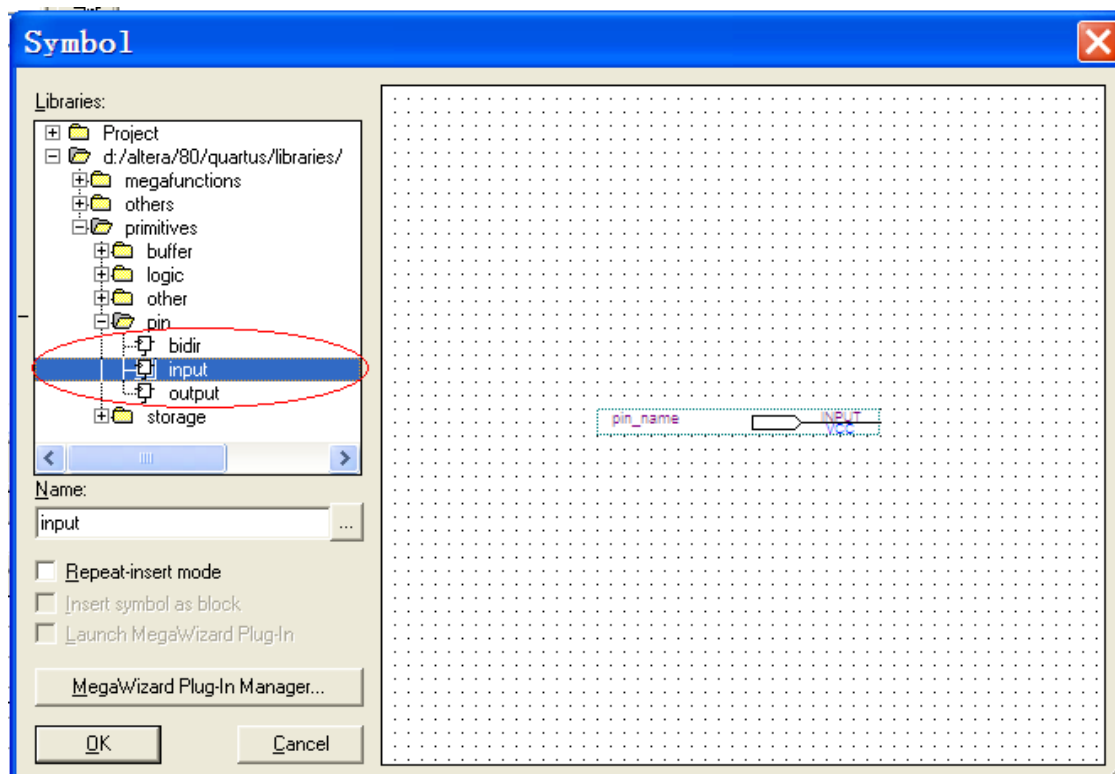 Symbol
Libraries:
Project
d:/altera/80/quartus/libraries/
megafunctions
others
primitives
buffer
logic
other
pin
bidir
input
output
storage
Name:
input
...
Repeat-insert mode
Insert symbol as block
Launch MegaWizard Plug-In
MegaWizard Plug-In Manager...
OK
Cancel
pin_name
INPUT
VCC